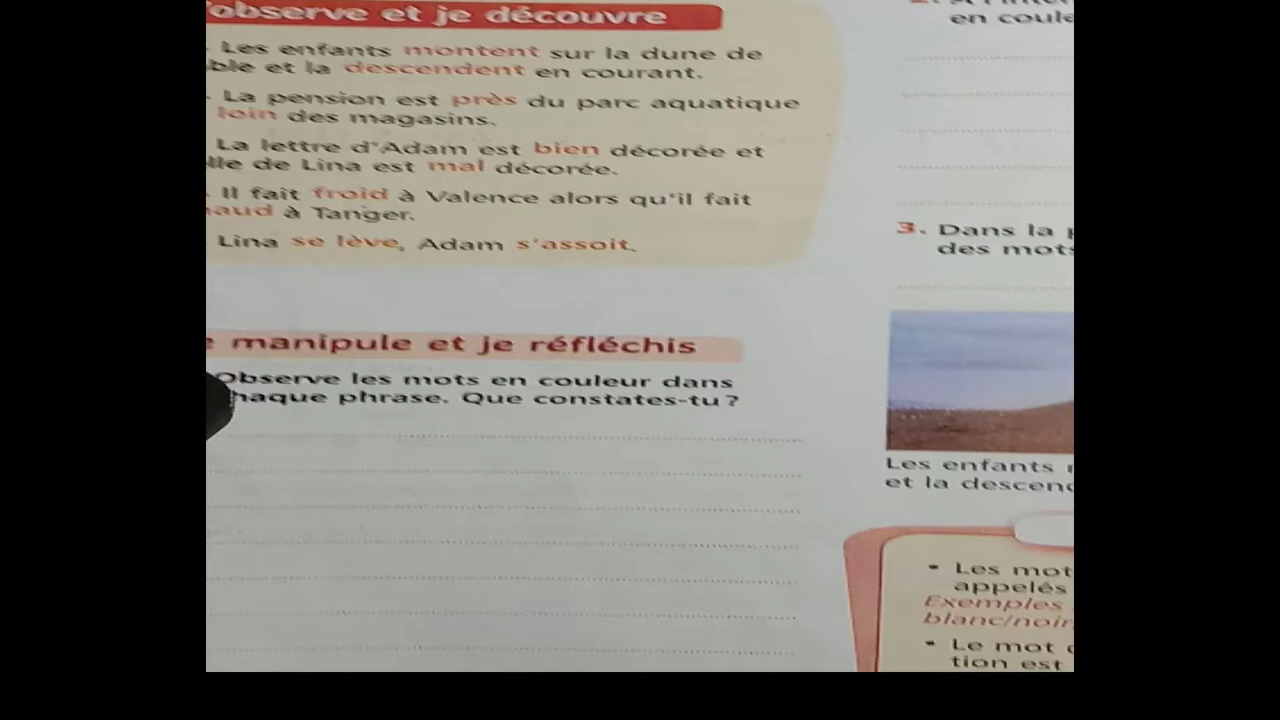 observe et je découvre
Les enfants montent sur la dune de
ble et la descendent en courant.
La pension est près du parc aquatique
loin des magasins.
La lettre d'Adam est bien décorée et
lle de Lina est mal décorée.
Il fait froid à Valence alors qu'il fait
haud à Tanger.
Lina se lève, Adam s'assoit.
e manipule et je réfléchis
Observe les mots en couleur dans
haque phrase. Que constates-tu ?
en coule
3. Dans la p
des mots
Les enfants
et la descend
• Les mot
appelés
Exemples
blanc/noir
• Le mot
tion est